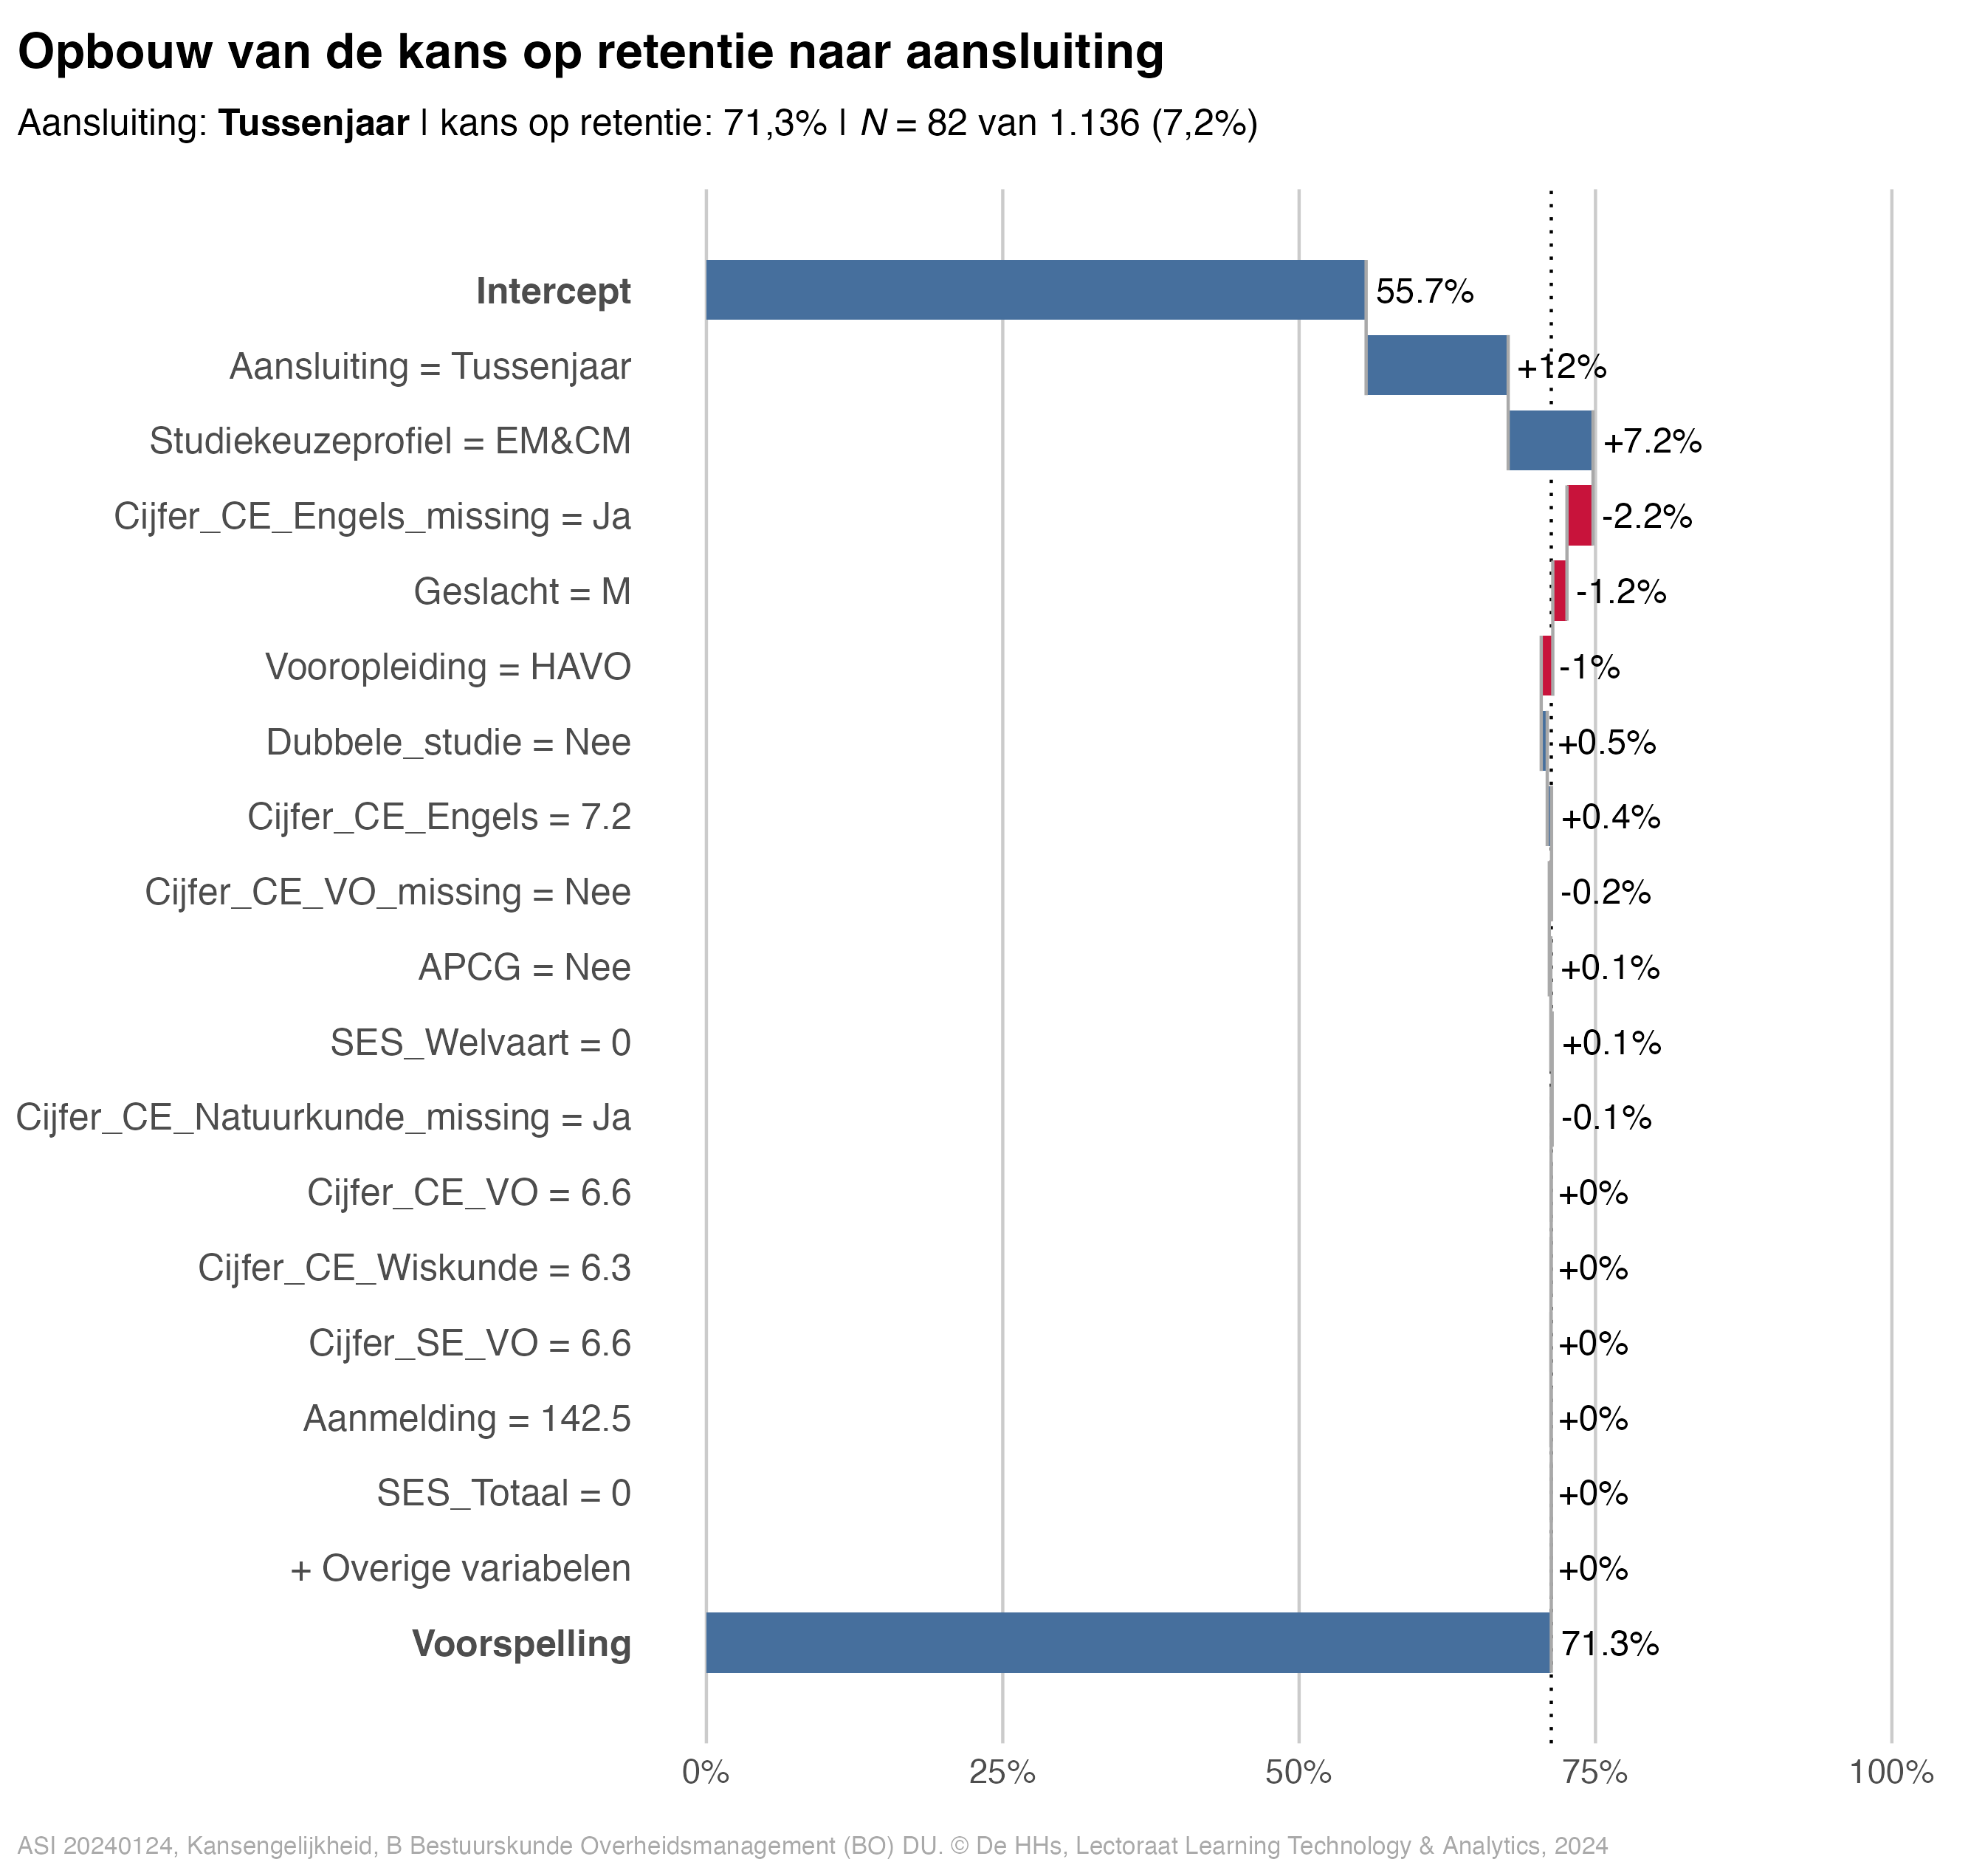 Opbouw van de kans op retentie naar aansluiting
Aansluiting: Tussenjaar | kans op retentie: 71,3% | N = 82 van 1.136 (7,2%)
Intercept 55.7%
Aansluiting = Tussenjaar +12%
Studiekeuzeprofiel = EM&CM +7.2%
Cijfer_CE_Engels_missing = Ja -2.2%
Geslacht = M -1.2%
Vooropleiding = HAVO -1%
Dubbele_studie = Nee +0.5%
Cijfer_CE_Engels = 7.2 +0.4%
Cijfer_CE_VO_missing = Nee -0.2%
APCG = Nee +0.1%
SES_Welvaart = 0 +0.1%
Cijfer_CE_Natuurkunde_missing = Ja -0.1%
Cijfer_CE_VO = 6.6 +0%
Cijfer_CE_Wiskunde = 6.3 +0%
Cijfer_SE_VO = 6.6 +0%
Aanmelding = 142.5 +0%
SES_Totaal = 0 +0%
+ Overige variabelen +0%
Voorspelling 71.3%
0% 25% 50% 75% 100%
ASI 20240124, Kansengelijkheid, B Bestuurskunde Overheidsmanagement (BO) DU. © De HHs, Lectoraat Learning Technology & Analytics, 2024